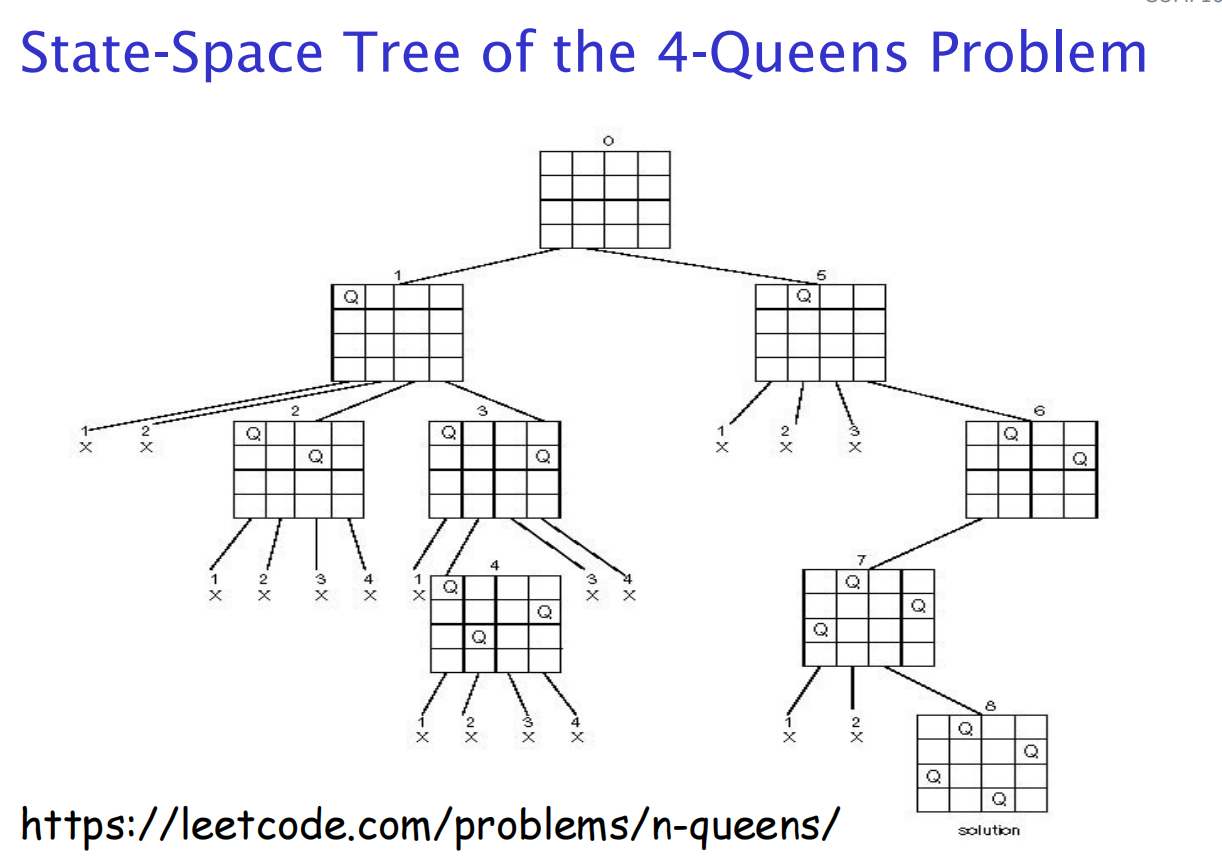 State-Space Tree of the 4-Queens Problem
0
1
5
Q
Q
1
2
2
3
1
2
3
6
x
x
Q
Q
x
x
x
Q
Q
Q
Q
1
2
3
4
1
4
3
4
7
x
x
x
x
x
Q
x
x
Q
Q
Q
Q
Q
1
2
3
4
1
2
8
x
x
x
x
x
x
Q
Q
Q
Q
https://leetcode.com/problems/n-queens/
solution